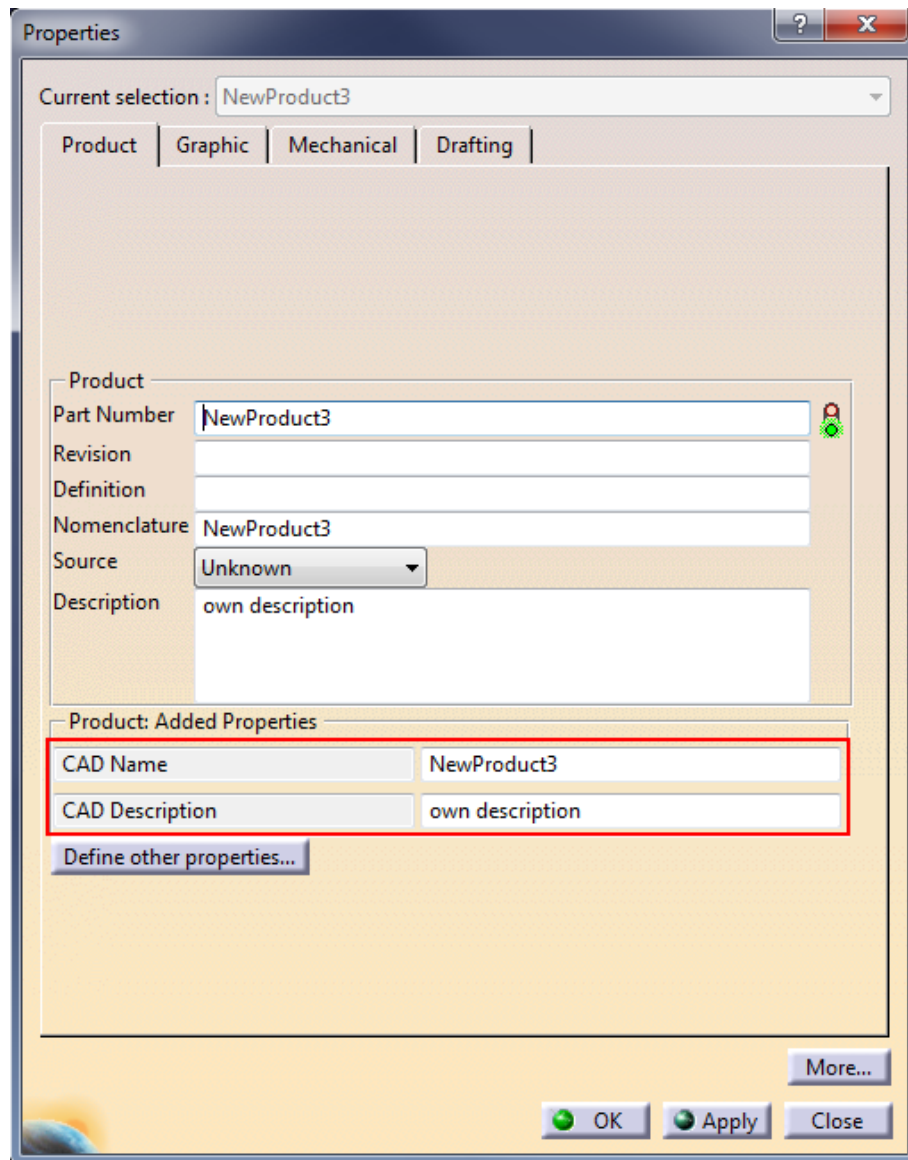 Properties
?
X
Current selection : NewProduct3
Product Graphic Mechanical Drafting
Product
Part Number NewProduct3
Revision
Definition
Nomenclature NewProduct3
Source Unknown
Description own description
Product: Added Properties
CAD Name NewProduct3
CAD Description own description
Define other properties...
More...
OK Apply Close